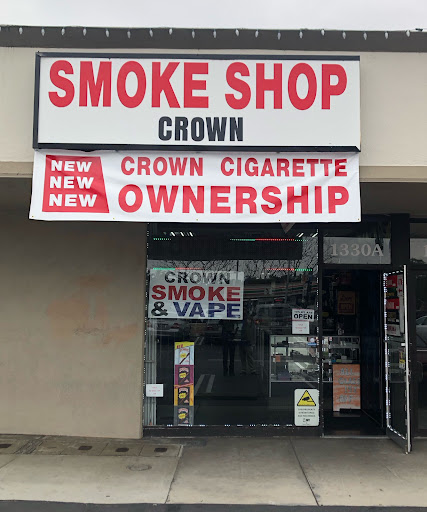 SMOKE SHOP
CROWN
NEW
NEW
NEW
CROWN CIGARETTE
OWNERSHIP
1330A
CROWN
SMOKE
& VAPE
OPEN